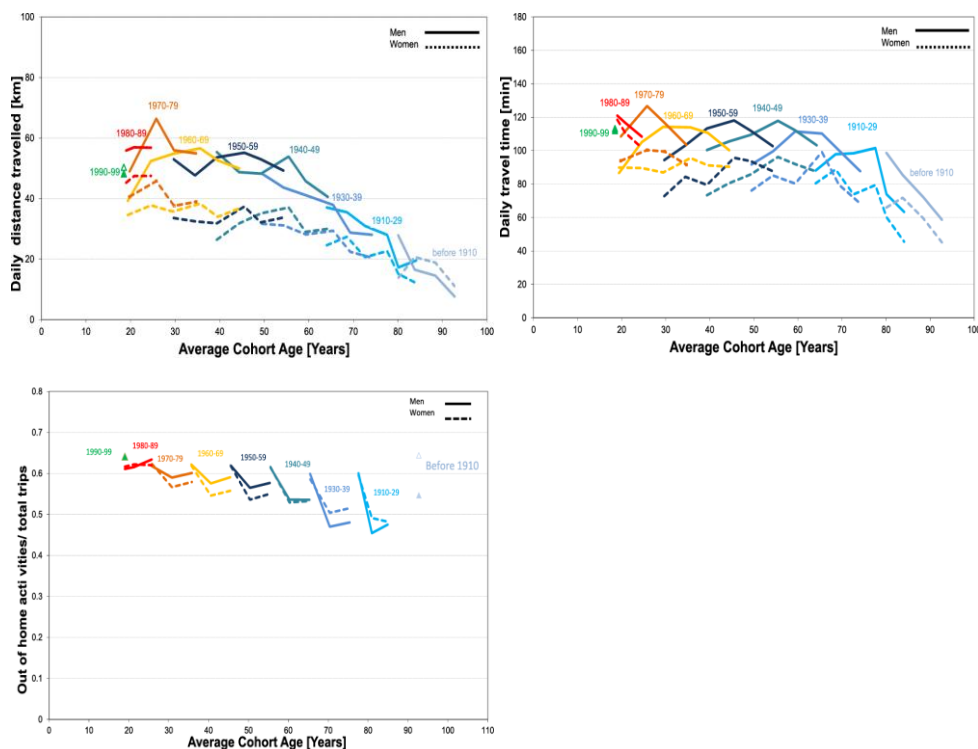 100
80
60
40
20
0
Daily distance travelled [km]
Men
Women
1970-79
1980-89
1960-69
1950-59
1940-49
1990-99
1930-39
1910-29
before 1910
0 10 20 30 40 50 60 70 80 90 100
Average Cohort Age [Years]
180
160
140
120
100
80
60
40
20
0
Daily travel time [min]
Men
Women
1970-79
1980-89
1960-69
1950-59
1940-49
1990-99
1930-39
1910-29
before 1910
0 10 20 30 40 50 60 70 80 90 100
Average Cohort Age [Years]
0.8
0.7
0.6
0.5
0.4
0.3
0.2
0.1
0
Out of home acti vities/ total trips
Men
Women
1990-99
1980-89
1970-79
1960-69
1950-59
1940-49
1930-39
1910-29
Before 1910
0 10 20 30 40 50 60 70 80 90 100 110
Average Cohort Age [Years]